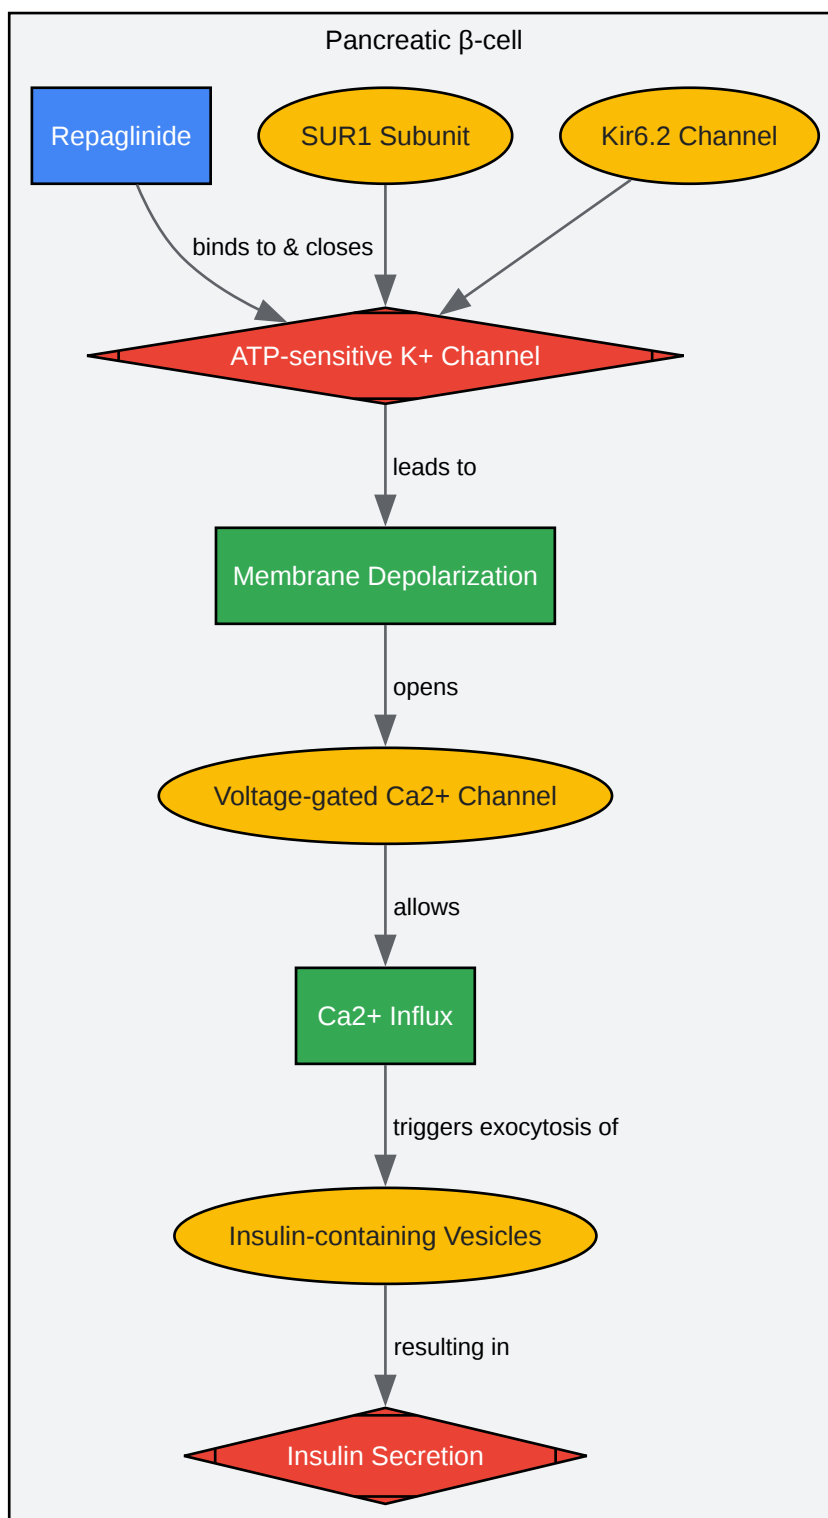 Pancreatic β-cell
Repaglinide
SUR1 Subunit
Kir6.2 Channel
binds to & closes
ATP-sensitive K+ Channel
leads to
Membrane Depolarization
opens
Voltage-gated Ca2+ Channel
allows
Ca2+ Influx
triggers exocytosis of
Insulin-containing Vesicles
resulting in
Insulin Secretion